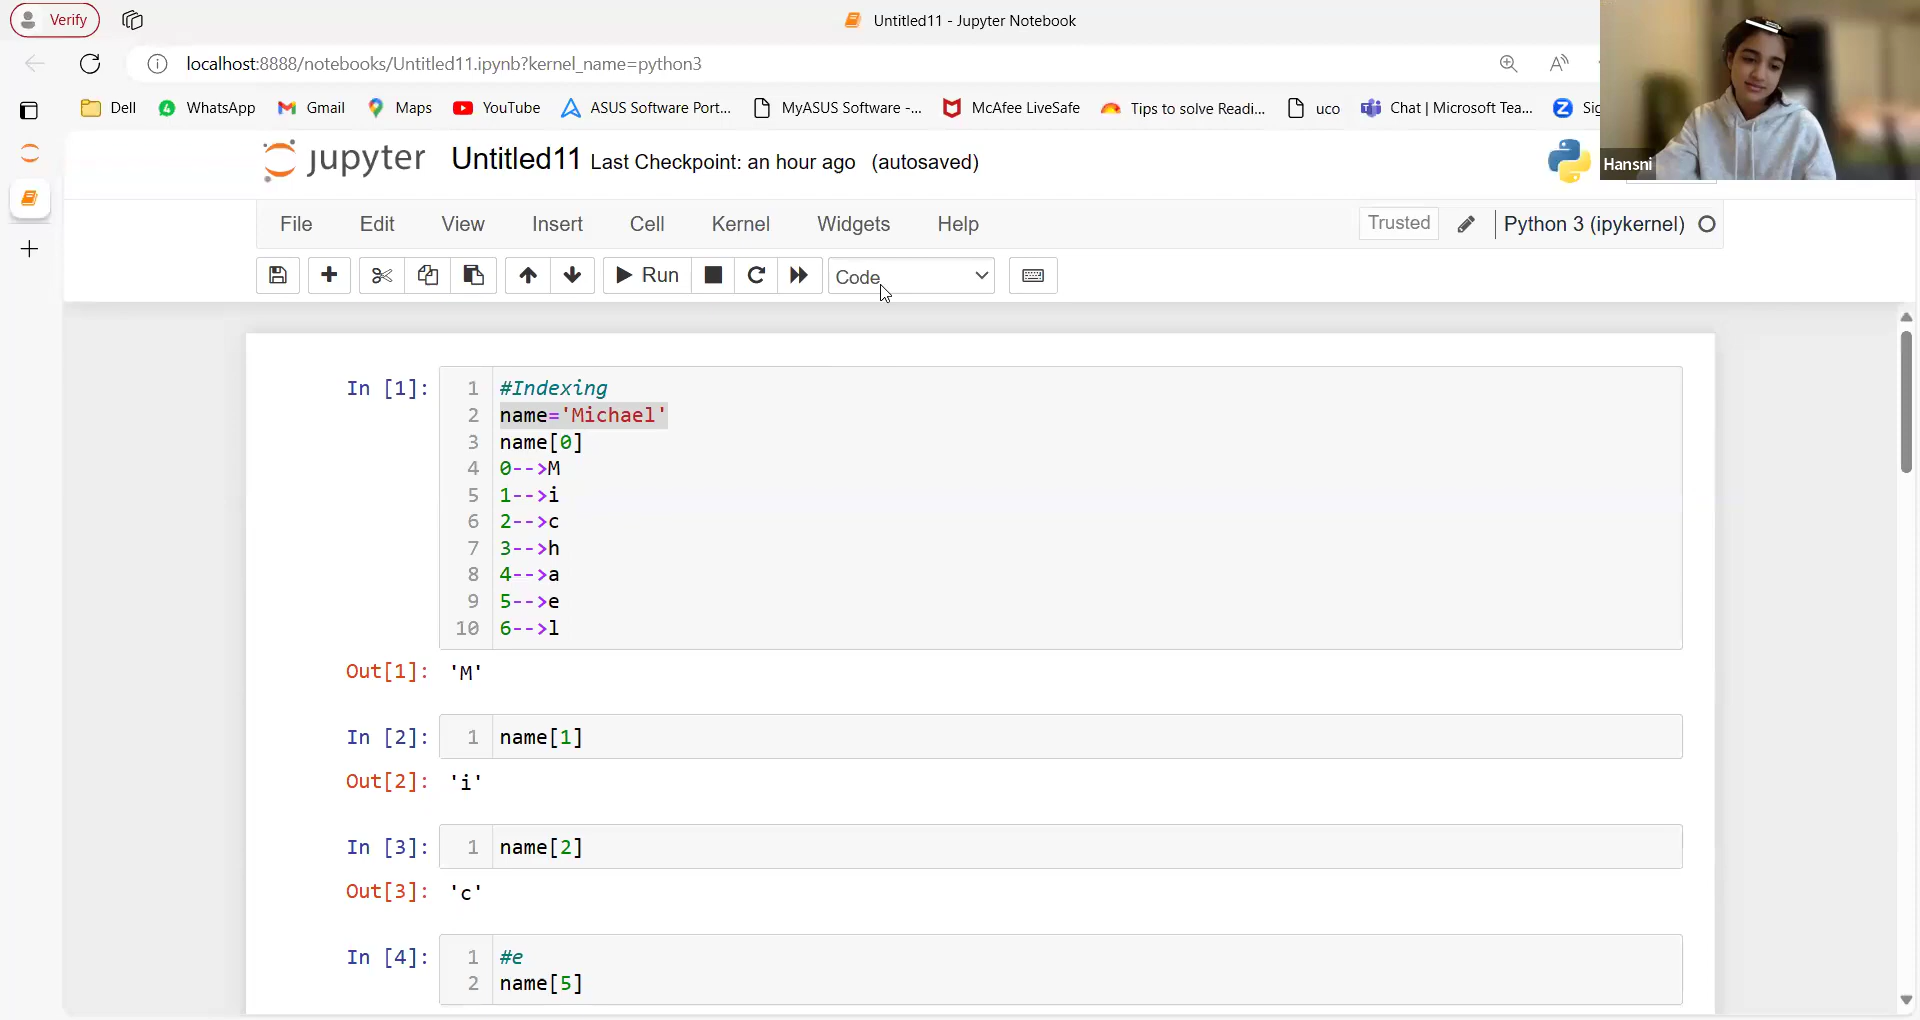 Verify
Untitled11 - Jupyter Notebook
localhost:8888/notebooks/Untitled11.ipynb?kernel_name=python3
Dell WhatsApp Gmail Maps YouTube ASUS Software Port... MyASUS Software -... McAfee LiveSafe Tips to solve Readi... uco Chat | Microsoft Tea...
Hansni
jupyter Untitled11 Last Checkpoint: an hour ago (autosaved)
File Edit View Insert Cell Kernel Widgets Help Trusted Python 3 (ipykernel)
Run Code
In [1]: 1 #Indexing
2 name='Michael'
3 name[0]
4 0-->M
5 1-->i
6 2-->c
7 3-->h
8 4-->a
9 5-->e
10 6-->l
Out[1]: 'M'
In [2]: 1 name[1]
Out[2]: 'i'
In [3]: 1 name[2]
Out[3]: 'c'
In [4]: 1 #e
2 name[5]